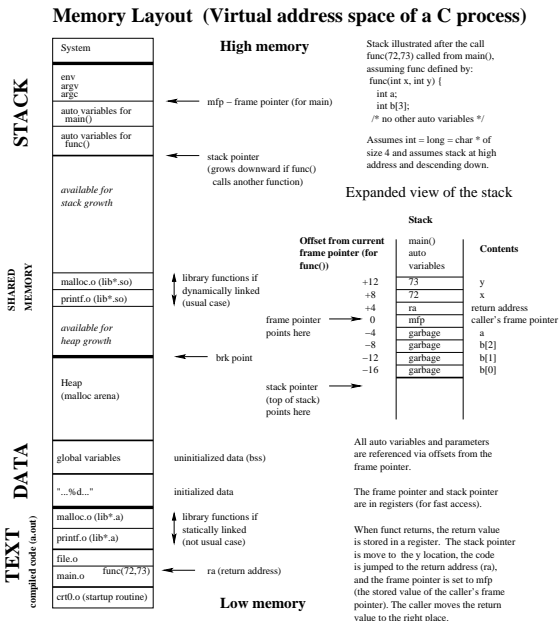 Memory Layout (Virtual address space of a C process)
System
High memory
env
argv
argc
auto variables for
main()
auto variables for
func()
available for
stack growth
malloc.o (lib*.so)
printf.o (lib*.so)
available for
heap growth
Heap
(malloc arena)
global variables
"...%d..."
malloc.o (lib*.a)
printf.o (lib*.a)
file.o
main.o func(72,73)
crt0.o (startup routine)
STACK
SHARED
MEMORY
DATA
TEXT
compiled code (a.out)
mfp − frame pointer (for main)
stack pointer
(grows downward if func()
calls another function)
library functions if
dynamically linked
(usual case)
brk point
uninitialized data (bss)
initialized data
library functions if
statically linked
(not usual case)
ra (return address)
Low memory
Stack illustrated after the call
func(72,73) called from main(),
assuming func defined by:
func(int x, int y) {
int a;
int b[3];
/* no other auto variables */
Assumes int = long = char * of
size 4 and assumes stack at high
address and descending down.
Expanded view of the stack
Stack
Offset from current
frame pointer (for
func())
main()
auto
variables
Contents
+12 73 y
+8 72 x
+4 ra return address
frame pointer
points here
0 mfp caller's frame pointer
−4 garbage a
−8 garbage b[2]
−12 garbage b[1]
−16 garbage b[0]
stack pointer
(top of stack)
points here
All auto variables and parameters
are referenced via offsets from the
frame pointer.
The frame pointer and stack pointer
are in registers (for fast access).
When funct returns, the return value
is stored in a register. The stack pointer
is move to the y location, the code
is jumped to the return address (ra),
and the frame pointer is set to mfp
(the stored value of the caller's frame
pointer). The caller moves the return
value to the right place.